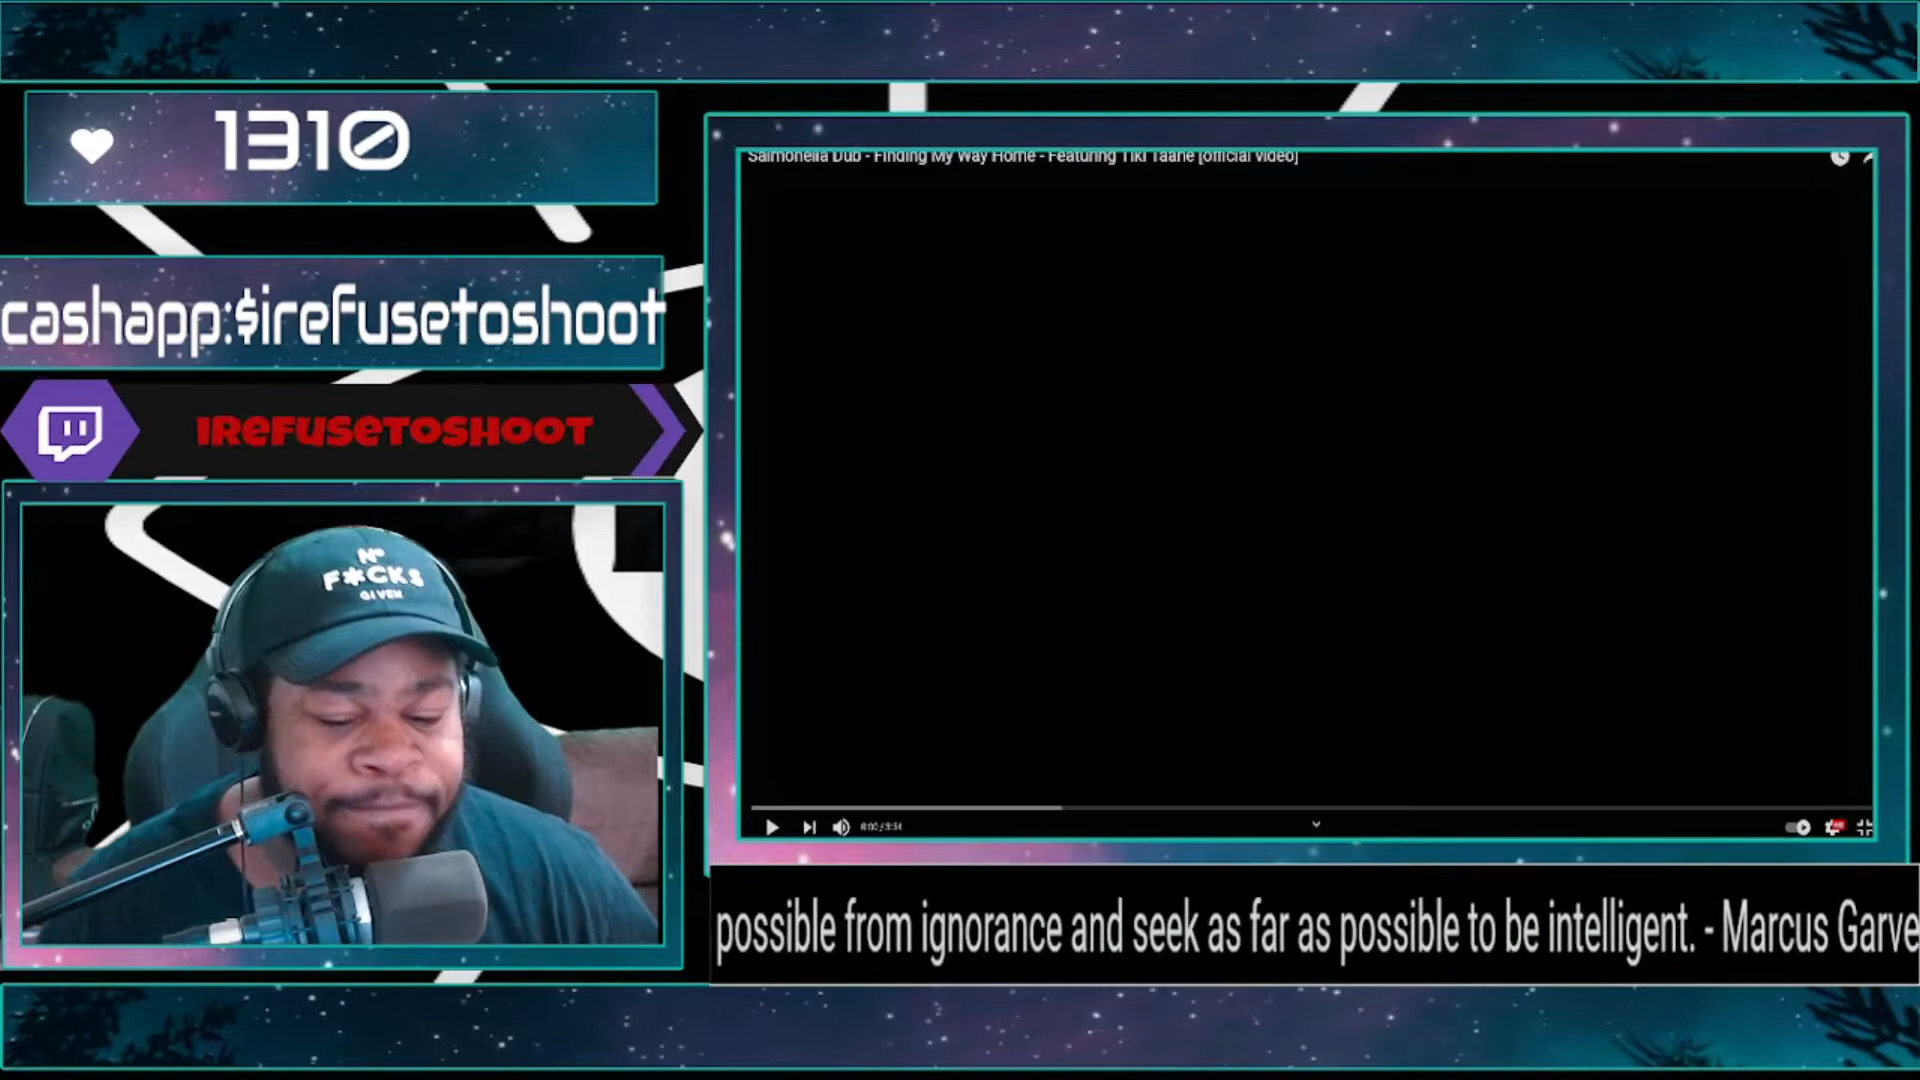 1310
cashapp:$irefusetoshoot
IREFUSETOSHOOT
Nº
F*CKS
GIVEN
Salmonella Dub - Finding My Way Home - Featuring Tiki Taane [official video]
possible from ignorance and seek as far as possible to be intelligent. - Marcus Garve